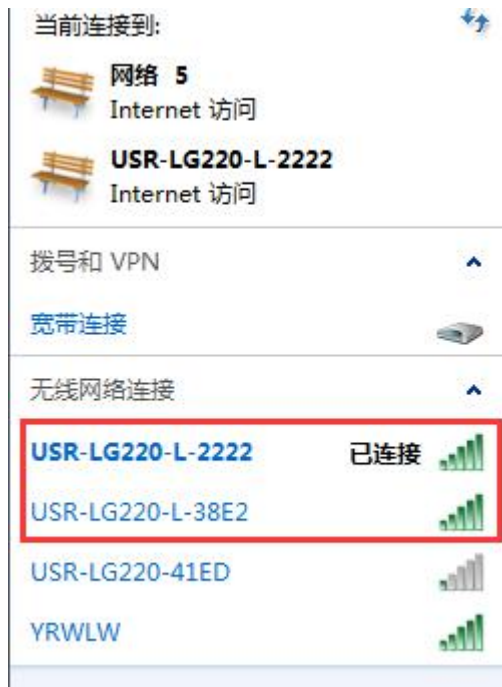 当前连接到:
网络 5
Internet 访问
USR-LG220-L-2222
Internet 访问
拨号和 VPN
宽带连接
无线网络连接
USR-LG220-L-2222 已连接
USR-LG220-L-38E2
USR-LG220-41ED
YRWLW